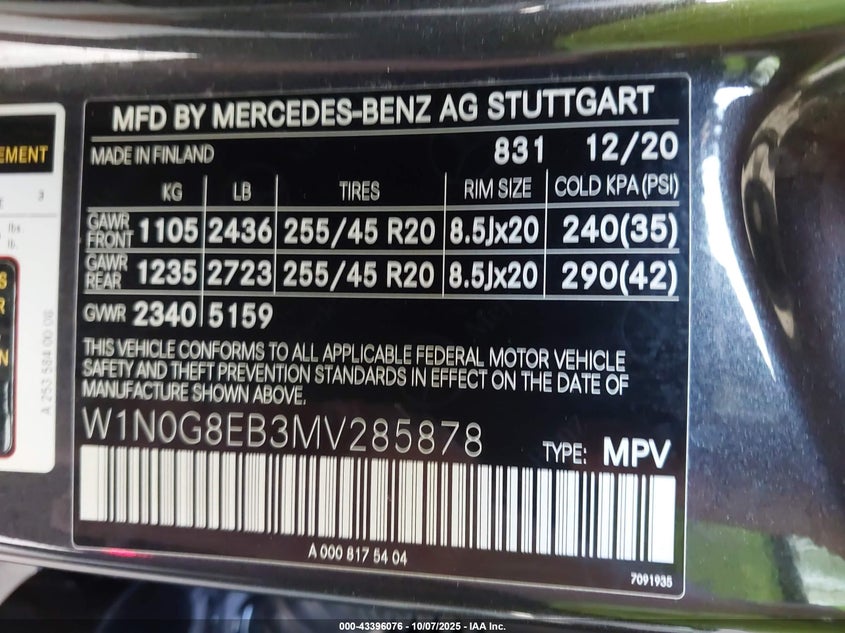 MFD BY MERCEDES-BENZ AG STUTTGART
MADE IN FINLAND 831 12/20
KG LB TIRES RIM SIZE COLD KPA(PSI)
GAWR FRONT 1105 2436 255/45 R20 8.5Jx20 240(35)
GAWR REAR 1235 2723 255/45 R20 8.5Jx20 290(42)
GVWR 2340 5159
THIS VEHICLE CONFORMS TO ALL APPLICABLE FEDERAL MOTOR VEHICLE
SAFETY AND THEFT PREVENTION STANDARDS IN EFFECT ON THE DATE OF
MANUFACTURE SHOWN ABOVE.
W1N0G8EB3MV285878 TYPE: MPV
A 000 817 54 04
7091935
EMENT
3
lbs
lb.
S
R
N
A 253 584 00 08
000-43396076 - 10/07/2025 - IAA Inc.